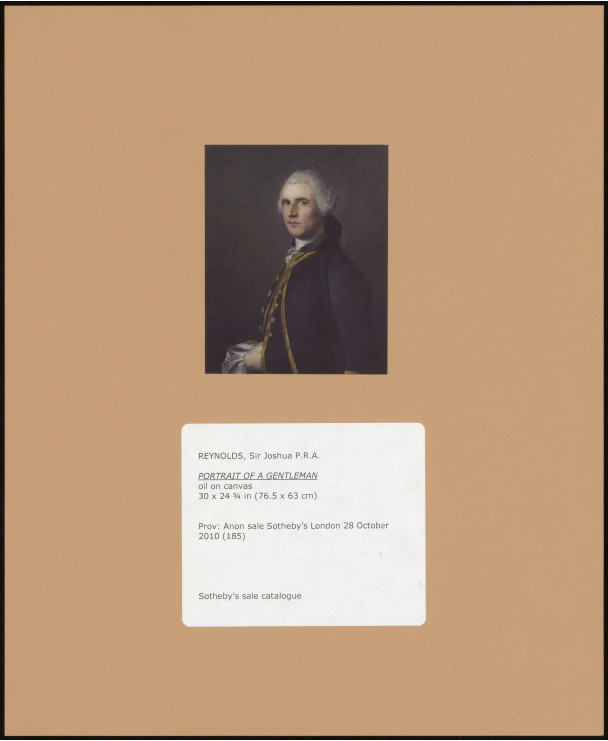 REYNOLDS, Sir Joshua P.R.A.
PORTRAIT OF A GENTLEMAN
oil on canvas
30 x 24 ¾ in (76.5 x 63 cm)
Prov: Anon sale Sotheby's London 28 October
2010 (185)
Sotheby's sale catalogue